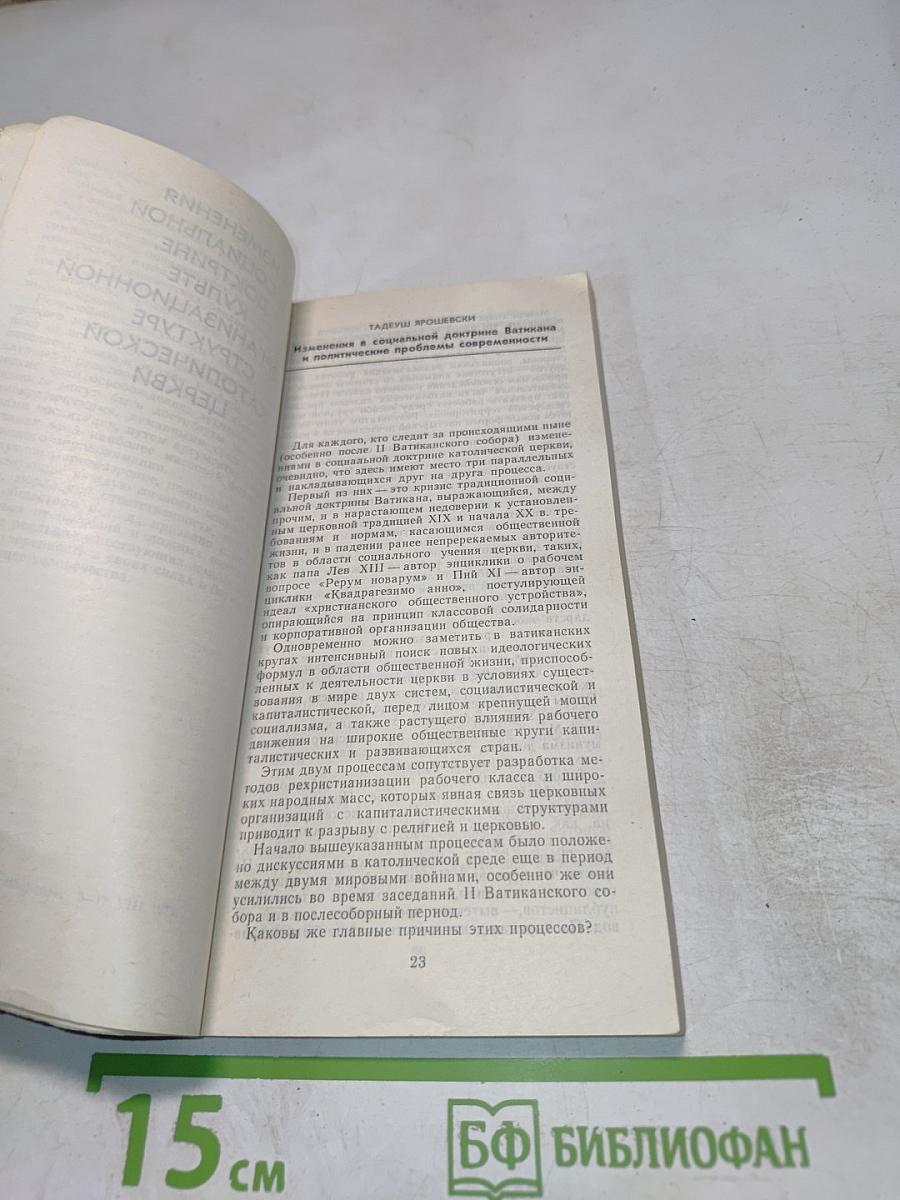 ТАДЕУШ ЯРОШЕВСКИ
Изменения в социальной доктрине Ватикана
и политические проблемы современности
Для каждого, кто следит за происходящими ныне
(особенно после II Ватиканского собора) измене-
ниями в социальной доктрине католической церкви,
очевидно, что здесь имеют место три параллельных
и накладывающихся друг на друга процесса.
Первый из них — это кризис традиционной соци-
альной доктрины Ватикана, выражающийся, между
прочим, и в нарастающем недоверии к установлен-
ным церковной традицией XIX и начала XX в. тре-
бованиям и нормам, касающимся общественной
жизни, и в падении ранее непререкаемых авторите-
тов в области социального учения церкви, таких,
как папа Лев XIII — автор энциклики о рабочем
вопросе «Рерум новарум» и Пий XI — автор эн-
циклики «Квадрагезимо анно», постулирующей
идеал «христианского общественного устройства»,
опирающийся на принцип классовой солидарности
и корпоративной организации общества.
Одновременно можно заметить в ватиканских
кругах интенсивный поиск новых идеологических
формул в области общественной жизни, приспособ-
ленных к деятельности церкви в условиях сущест-
вования в мире двух систем, социалистической и
капиталистической, перед лицом крепнущей мощи
социализма, а также растущего влияния рабочего
движения на широкие общественные круги капи-
талистических и развивающихся стран.
Этим двум процессам сопутствует разработка ме-
тодов рехристианизации рабочего класса и широ-
ких народных масс, которых явная связь церковных
организаций с капиталистическими структурами
приводит к разрыву с религией и церковью.
Начало вышеуказанным процессам было положе-
но дискуссиями в католической среде еще в период
между двумя мировыми войнами, особенно же они
усилились во время заседаний II Ватиканского со-
бора и в послесоборный период.
Каковы же главные причины этих процессов?
23
15 см
БФ БИБЛИОФАН